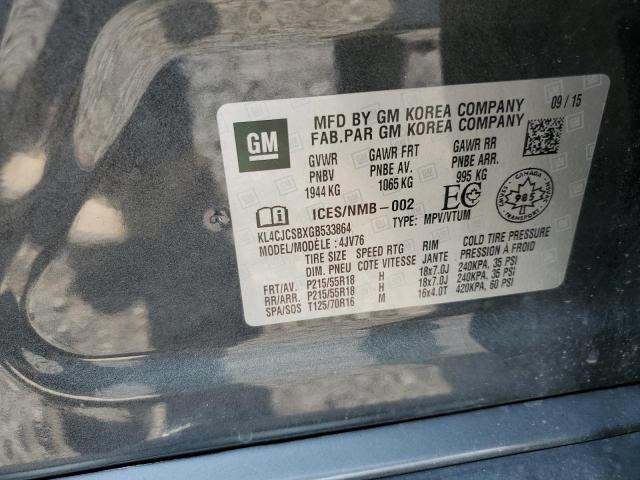 09 / 15
GM
MFD BY GM KOREA COMPANY
FAB.PAR GM KOREA COMPANY
GVWR GAWR FRT GAWR RR
PNBV PNBE AV. PNBE ARR.
1944 KG 1065 KG 995 KG
ICES/NMB-002
KL4CJCSBXGB533864 TYPE: MPV/VTUM
MODEL/MODÈLE: 4JV76
CANADA
985
TRANSPORT
TIRE SIZE SPEED RTG RIM COLD TIRE PRESSURE
DIM. PNEU COTE VITESSE JANTE PRESSION À FROID
FRT/AV. P215/55R18 H 18x7.0J 240KPA, 35 PSI
RR/ARR. P215/55R18 H 18x7.0J 240KPA, 35 PSI
SPA/SOS T125/70R16 M 16x4.0T 420KPA, 60 PSI